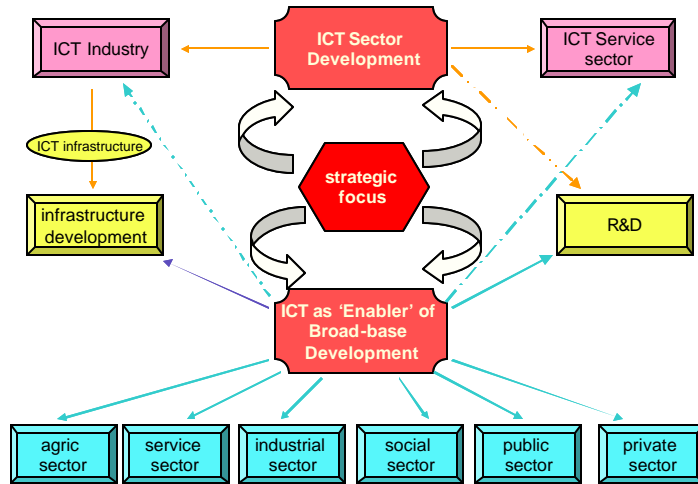 ICT Industry
ICT Sector
Development
ICT Service
sector
ICT infrastructure
strategic
focus
infrastructure
development
R&D
ICT as ‘Enabler’ of
Broad-base
Development
agric
sector
service
sector
industrial
sector
social
sector
public
sector
private
sector